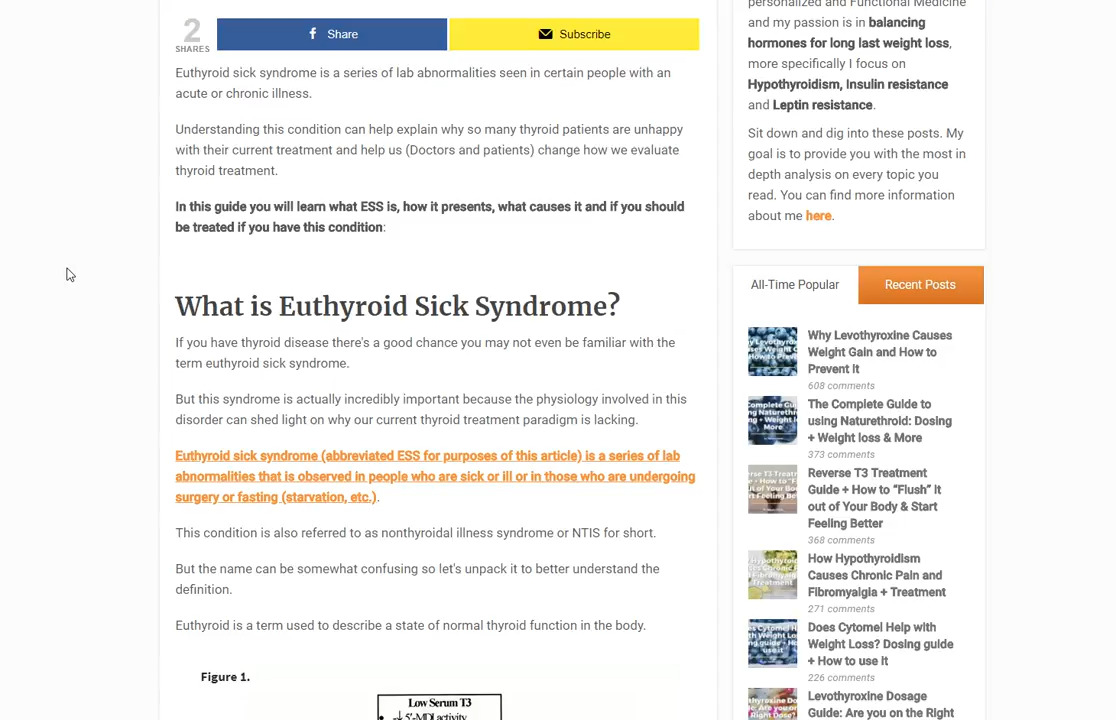 2
SHARES
Share
Subscribe
Euthyroid sick syndrome is a series of lab abnormalities seen in certain people with an
acute or chronic illness.
Understanding this condition can help explain why so many thyroid patients are unhappy
with their current treatment and help us (Doctors and patients) change how we evaluate
thyroid treatment.
In this guide you will learn what ESS is, how it presents, what causes it and if you should
be treated if you have this condition:
What is Euthyroid Sick Syndrome?
If you have thyroid disease there's a good chance you may not even be familiar with the
term euthyroid sick syndrome.
But this syndrome is actually incredibly important because the physiology involved in this
disorder can shed light on why our current thyroid treatment paradigm is lacking.
Euthyroid sick syndrome (abbreviated ESS for purposes of this article) is a series of lab
abnormalities that is observed in people who are sick or ill or in those who are undergoing
surgery or fasting (starvation, etc.).
This condition is also referred to as nonthyroidal illness syndrome or NTIS for short.
But the name can be somewhat confusing so let's unpack it to better understand the
definition.
Euthyroid is a term used to describe a state of normal thyroid function in the body.
Figure 1.
Low Serum T3
5'-MDI activity
personalized and Functional Medicine
and my passion is in balancing
hormones for long last weight loss,
more specifically I focus on
Hypothyroidism, Insulin resistance
and Leptin resistance.
Sit down and dig into these posts. My
goal is to provide you with the most in
depth analysis on every topic you
read. You can find more information
about me here.
All-Time Popular
Recent Posts
Why Levothyroxine Causes
Weight Gain and How to
Prevent It
608 comments
The Complete Guide to
using Naturethroid: Dosing
+ Weight loss & More
373 comments
Reverse T3 Treatment
Guide + How to “Flush” it
out of Your Body & Start
Feeling Better
368 comments
How Hypothyroidism
Causes Chronic Pain and
Fibromyalgia + Treatment
271 comments
Does Cytomel Help with
Weight Loss? Dosing guide
+ How to use it
226 comments
Levothyroxine Dosage
Guide: Are you on the Right